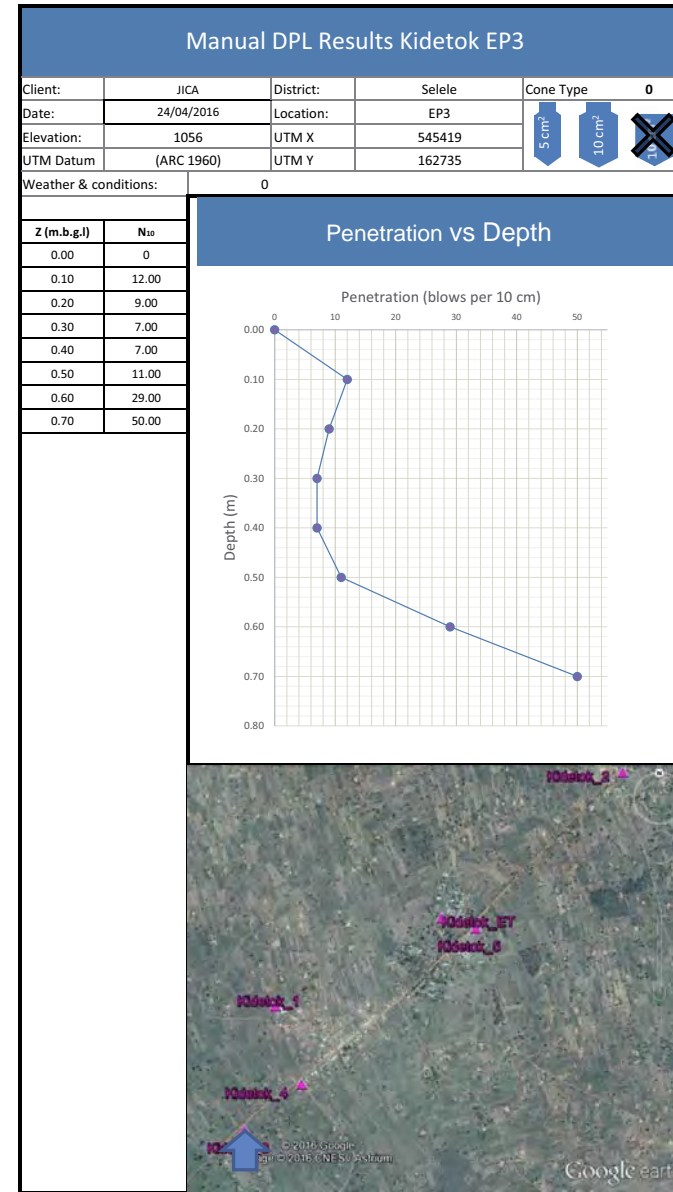 Manual DPL Results Kidetok EP3
Client: JICA District: Selele Cone Type 0
Date: 24/04/2016 Location: EP3
Elevation: 1056 UTM X 545419
UTM Datum (ARC 1960) UTM Y 162735
5 cm²
10 cm²
Weather & conditions: 0
Z (m.b.g.l) N₁₀
0.00 0
0.10 12.00
0.20 9.00
0.30 7.00
0.40 7.00
0.50 11.00
0.60 29.00
0.70 50.00
Penetration vs Depth
Penetration (blows per 10 cm)
0 10 20 30 40 50
0.00
0.10
0.20
0.30
0.40
0.50
0.60
0.70
0.80
Depth (m)
Kidetok_2
Kidetok_ET
Kidetok_5
Kidetok_1
Kidetok_4
© 2016 Google
© 2016 CNES / Astrium
Google eart